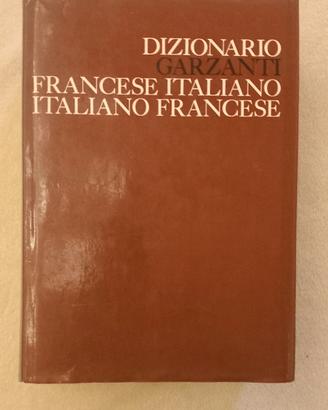 DIZIONARIO
GARZANTI
FRANCESE ITALIANO
ITALIANO FRANCESE